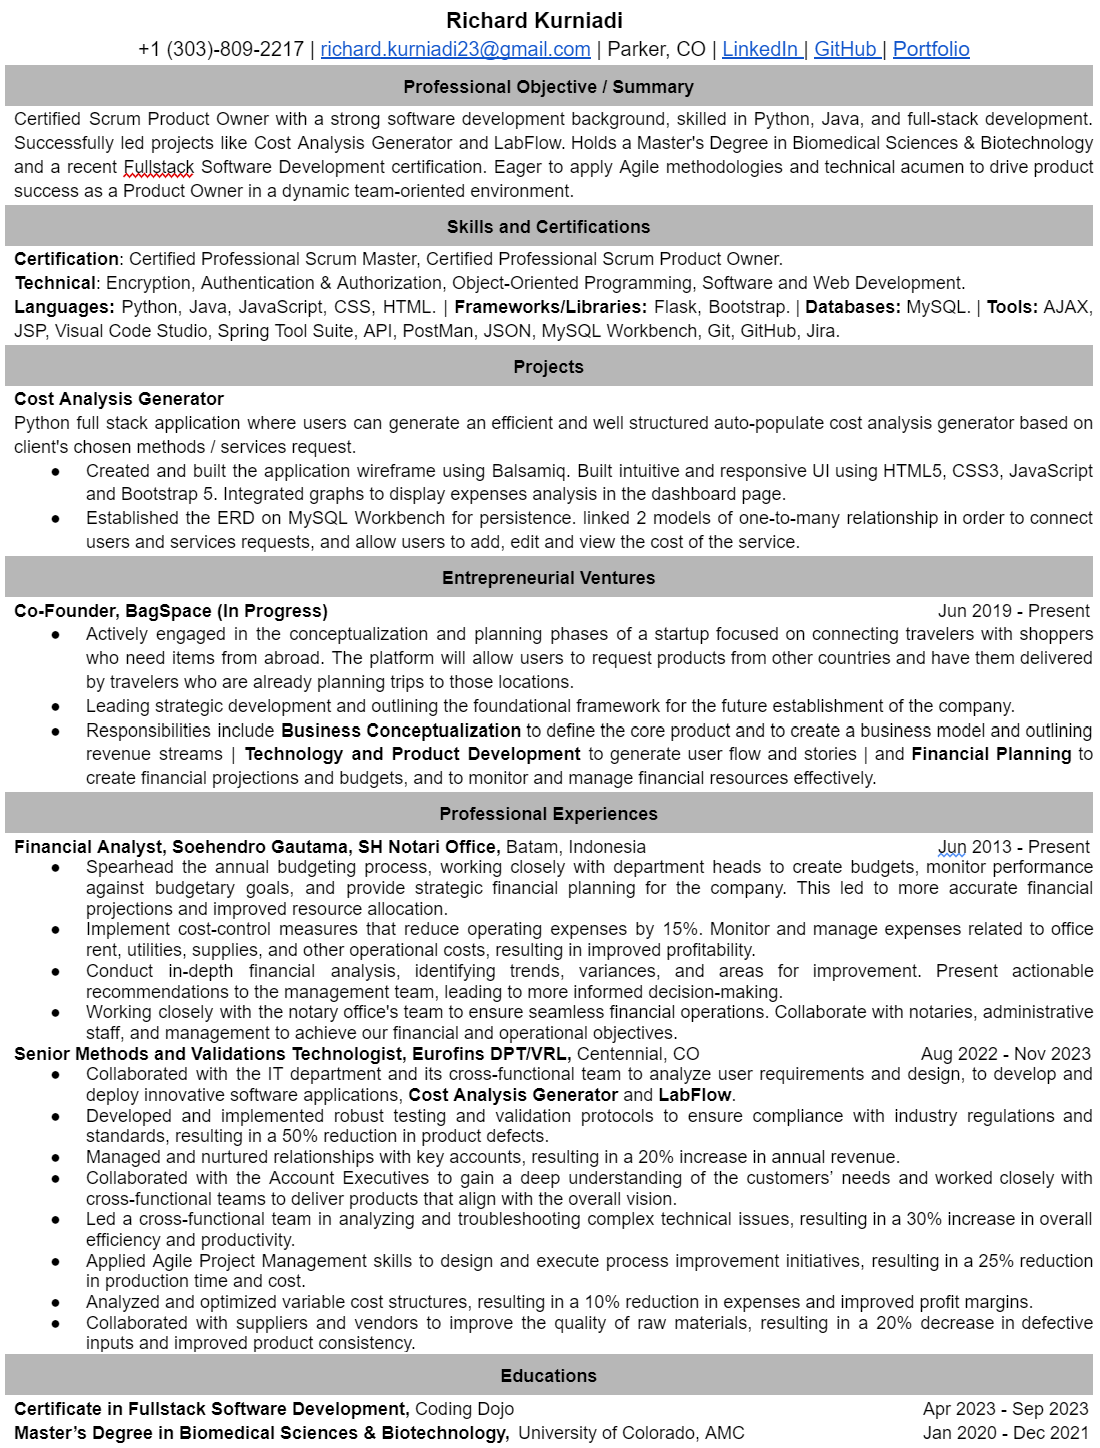 Richard Kurniadi
+1 (303)-809-2217 | richard.kurniadi23@gmail.com | Parker, CO | LinkedIn | GitHub | Portfolio
Professional Objective / Summary
Certified Scrum Product Owner with a strong software development background, skilled in Python, Java, and full-stack development.
Successfully led projects like Cost Analysis Generator and LabFlow. Holds a Master's Degree in Biomedical Sciences & Biotechnology
and a recent Fullstack Software Development certification. Eager to apply Agile methodologies and technical acumen to drive product
success as a Product Owner in a dynamic team-oriented environment.
Skills and Certifications
Certification: Certified Professional Scrum Master, Certified Professional Scrum Product Owner.
Technical: Encryption, Authentication & Authorization, Object-Oriented Programming, Software and Web Development.
Languages: Python, Java, JavaScript, CSS, HTML. | Frameworks/Libraries: Flask, Bootstrap. | Databases: MySQL. | Tools: AJAX,
JSP, Visual Code Studio, Spring Tool Suite, API, PostMan, JSON, MySQL Workbench, Git, GitHub, Jira.
Projects
Cost Analysis Generator
Python full stack application where users can generate an efficient and well structured auto-populate cost analysis generator based on
client's chosen methods / services request.
● Created and built the application wireframe using Balsamiq. Built intuitive and responsive UI using HTML5, CSS3, JavaScript
and Bootstrap 5. Integrated graphs to display expenses analysis in the dashboard page.
● Established the ERD on MySQL Workbench for persistence. linked 2 models of one-to-many relationship in order to connect
users and services requests, and allow users to add, edit and view the cost of the service.
Entrepreneurial Ventures
Co-Founder, BagSpace (In Progress) Jun 2019 - Present
● Actively engaged in the conceptualization and planning phases of a startup focused on connecting travelers with shoppers
who need items from abroad. The platform will allow users to request products from other countries and have them delivered
by travelers who are already planning trips to those locations.
● Leading strategic development and outlining the foundational framework for the future establishment of the company.
● Responsibilities include Business Conceptualization to define the core product and to create a business model and outlining
revenue streams | Technology and Product Development to generate user flow and stories | and Financial Planning to
create financial projections and budgets, and to monitor and manage financial resources effectively.
Professional Experiences
Financial Analyst, Soehendro Gautama, SH Notari Office, Batam, Indonesia Jun 2013 - Present
● Spearhead the annual budgeting process, working closely with department heads to create budgets, monitor performance
against budgetary goals, and provide strategic financial planning for the company. This led to more accurate financial
projections and improved resource allocation.
● Implement cost-control measures that reduce operating expenses by 15%. Monitor and manage expenses related to office
rent, utilities, supplies, and other operational costs, resulting in improved profitability.
● Conduct in-depth financial analysis, identifying trends, variances, and areas for improvement. Present actionable
recommendations to the management team, leading to more informed decision-making.
● Working closely with the notary office's team to ensure seamless financial operations. Collaborate with notaries, administrative
staff, and management to achieve our financial and operational objectives.
Senior Methods and Validations Technologist, Eurofins DPT/VRL, Centennial, CO Aug 2022 - Nov 2023
● Collaborated with the IT department and its cross-functional team to analyze user requirements and design, to develop and
deploy innovative software applications, Cost Analysis Generator and LabFlow.
● Developed and implemented robust testing and validation protocols to ensure compliance with industry regulations and
standards, resulting in a 50% reduction in product defects.
● Managed and nurtured relationships with key accounts, resulting in a 20% increase in annual revenue.
● Collaborated with the Account Executives to gain a deep understanding of the customers’ needs and worked closely with
cross-functional teams to deliver products that align with the overall vision.
● Led a cross-functional team in analyzing and troubleshooting complex technical issues, resulting in a 30% increase in overall
efficiency and productivity.
● Applied Agile Project Management skills to design and execute process improvement initiatives, resulting in a 25% reduction
in production time and cost.
● Analyzed and optimized variable cost structures, resulting in a 10% reduction in expenses and improved profit margins.
● Collaborated with suppliers and vendors to improve the quality of raw materials, resulting in a 20% decrease in defective
inputs and improved product consistency.
Educations
Certificate in Fullstack Software Development, Coding Dojo Apr 2023 - Sep 2023
Master’s Degree in Biomedical Sciences & Biotechnology, University of Colorado, AMC Jan 2020 - Dec 2021